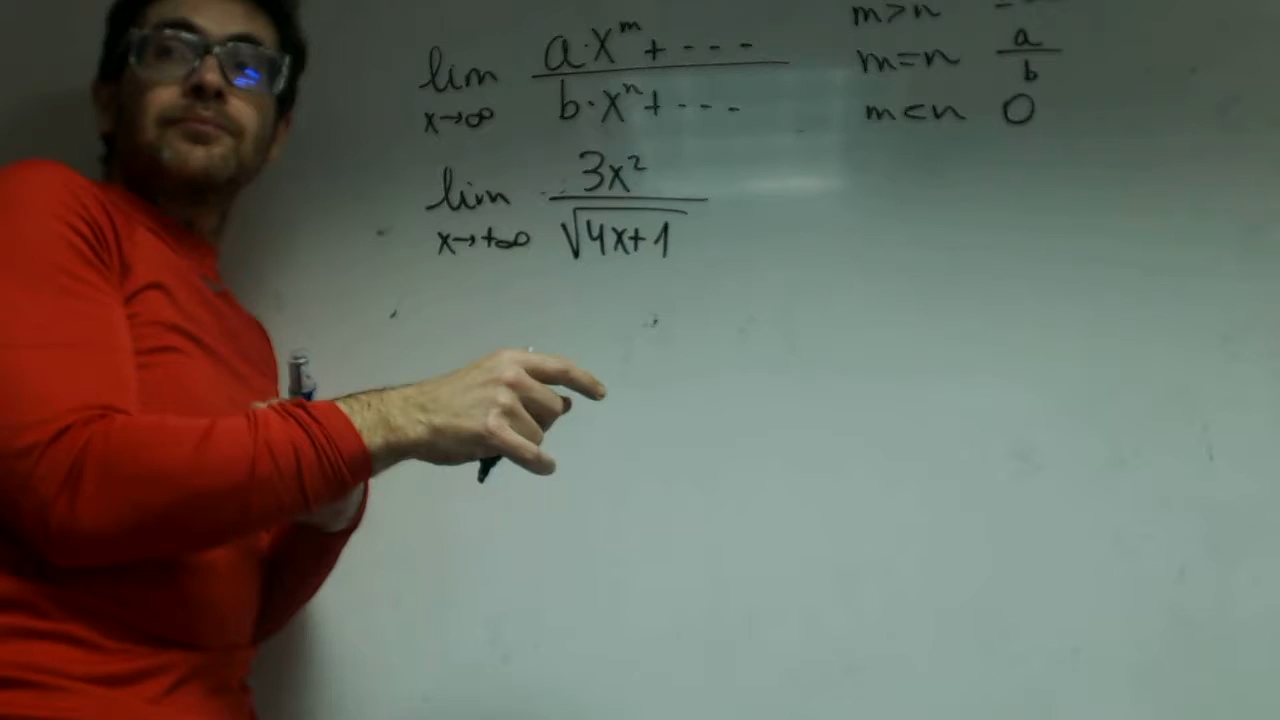 lim x→∞ a·x^m + --- / b·x^n + ---
m>n
m=n a/b
m<n 0
lim x→+∞ 3x² / √4x+1